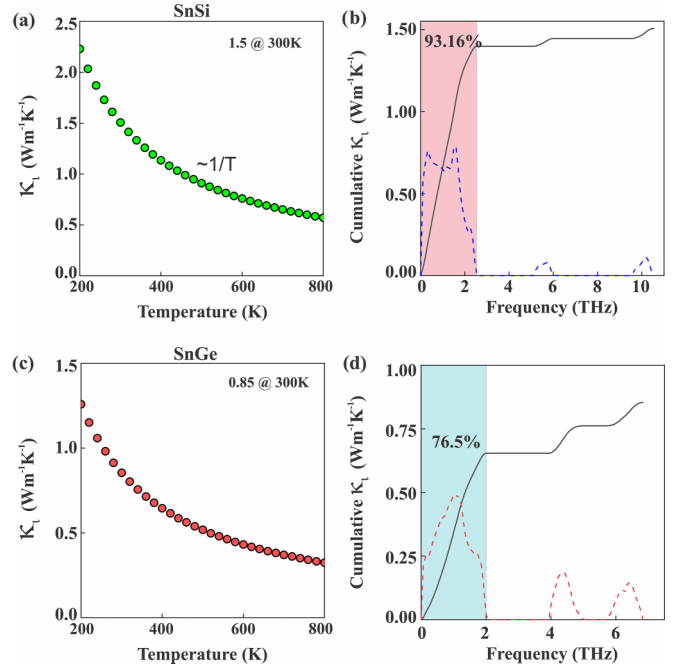 (a)
SnSi
1.5 @ 300K
~1/T
2.5
2.0
1.5
1.0
0.5
0.0
200
400
600
800
K_L (Wm⁻¹K⁻¹)
Temperature (K)
(b)
93.16%
1.50
1.00
0.50
0.00
0
2
4
6
8
10
Cumulative K_L (Wm⁻¹K⁻¹)
Frequency (THz)
(c)
SnGe
0.85 @ 300K
1.5
1.0
0.5
0.0
200
400
600
800
K_L (Wm⁻¹K⁻¹)
Temperature (K)
(d)
76.5%
1.00
0.75
0.50
0.25
0.00
0
2
4
6
Cumulative K_L (Wm⁻¹K⁻¹)
Frequency (THz)